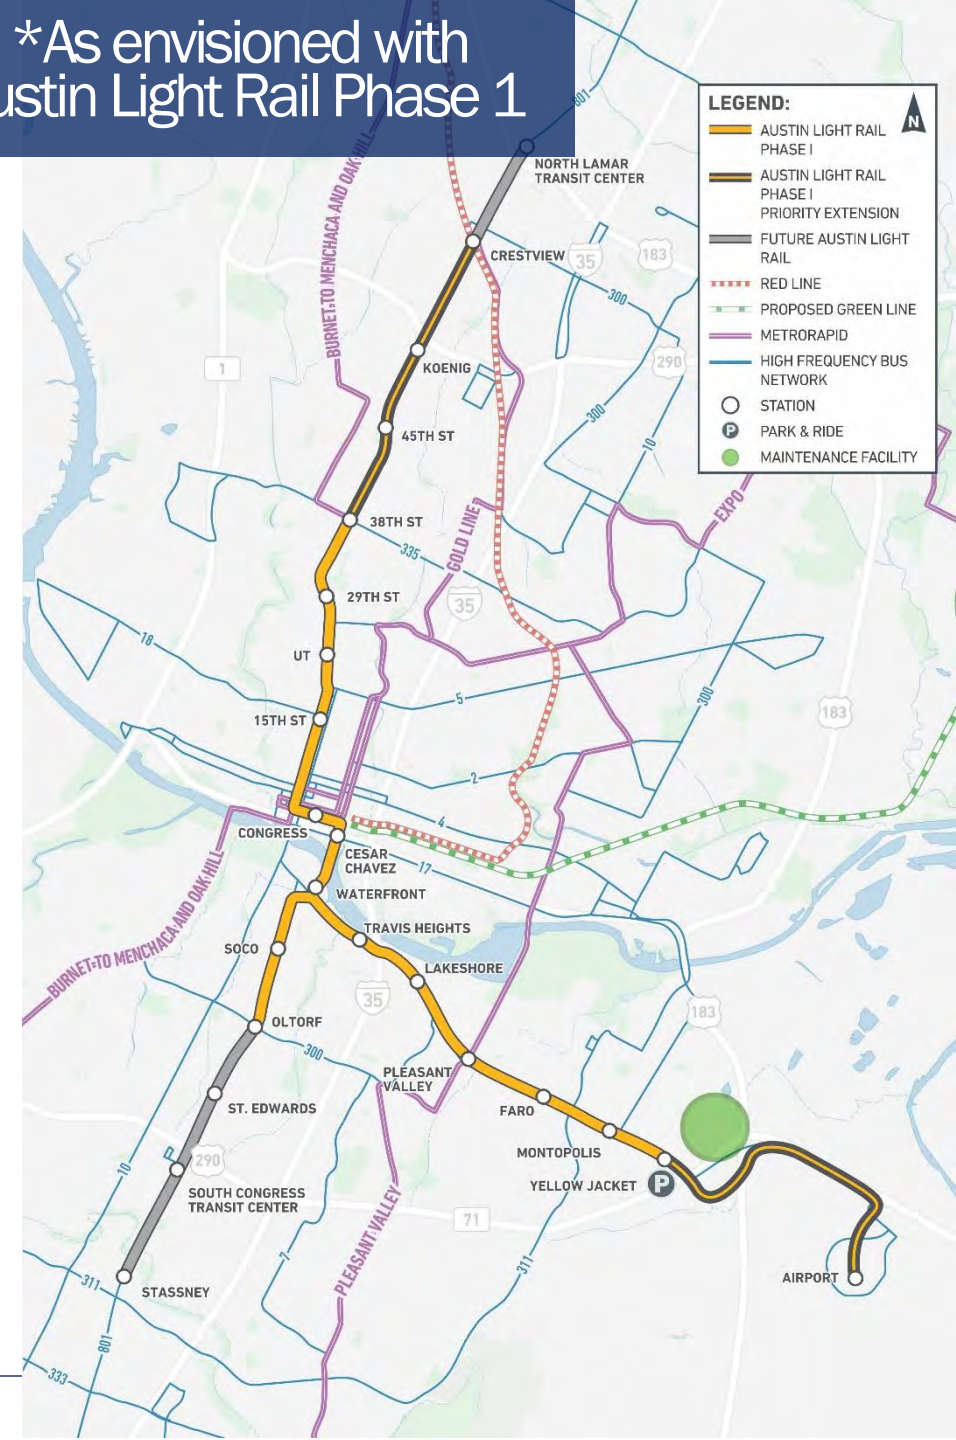 *As envisioned with
ustin Light Rail Phase 1
LEGEND:
N
AUSTIN LIGHT RAIL
PHASE I
AUSTIN LIGHT RAIL
PHASE I
PRIORITY EXTENSION
FUTURE AUSTIN LIGHT
RAIL
RED LINE
PROPOSED GREEN LINE
METRORAPID
HIGH FREQUENCY BUS
NETWORK
STATION
P
PARK & RIDE
MAINTENANCE FACILITY
801
BURNET TO MENCHACA AND OAK HILL
NORTH LAMAR
TRANSIT CENTER
CRESTVIEW
35
183
300
290
1
KOENIG
300
10
45TH ST
EXPO
38TH ST
GOLD LINE
335
29TH ST
35
18
UT
5
300
183
15TH ST
2
4
CONGRESS
CESAR
CHAVEZ
17
WATERFRONT
BURNET TO MENCHACA AND OAK HILL
TRAVIS HEIGHTS
SOCO
LAKESHORE
35
183
OLTORF
300
PLEASANT
VALLEY
ST. EDWARDS
FARO
MONTOPOLIS
290
10
YELLOW JACKET
P
SOUTH CONGRESS
TRANSIT CENTER
71
PLEASANT VALLEY
7
311
311
STASSNEY
AIRPORT
801
333